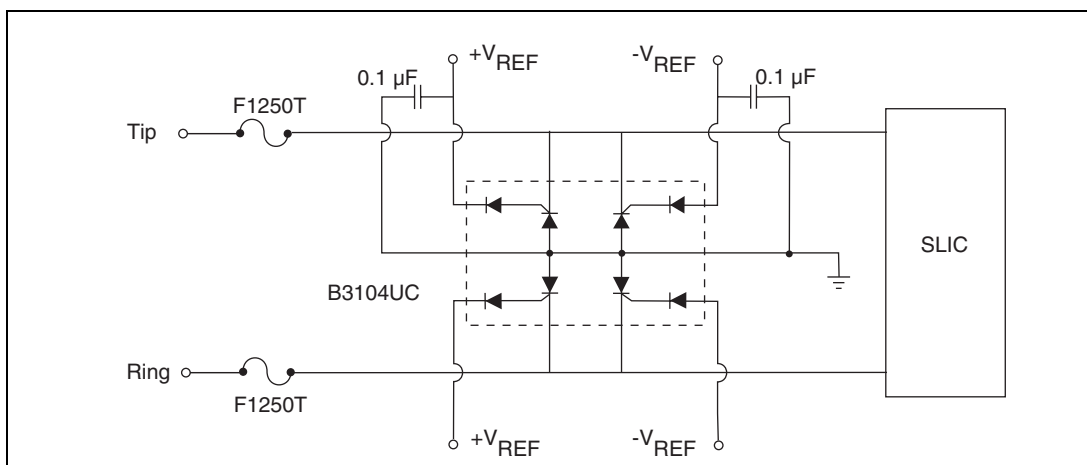 +VREF
-VREF
0.1 µF
0.1 µF
F1250T
Tip
SLIC
B3104UC
Ring
F1250T
+VREF
-VREF